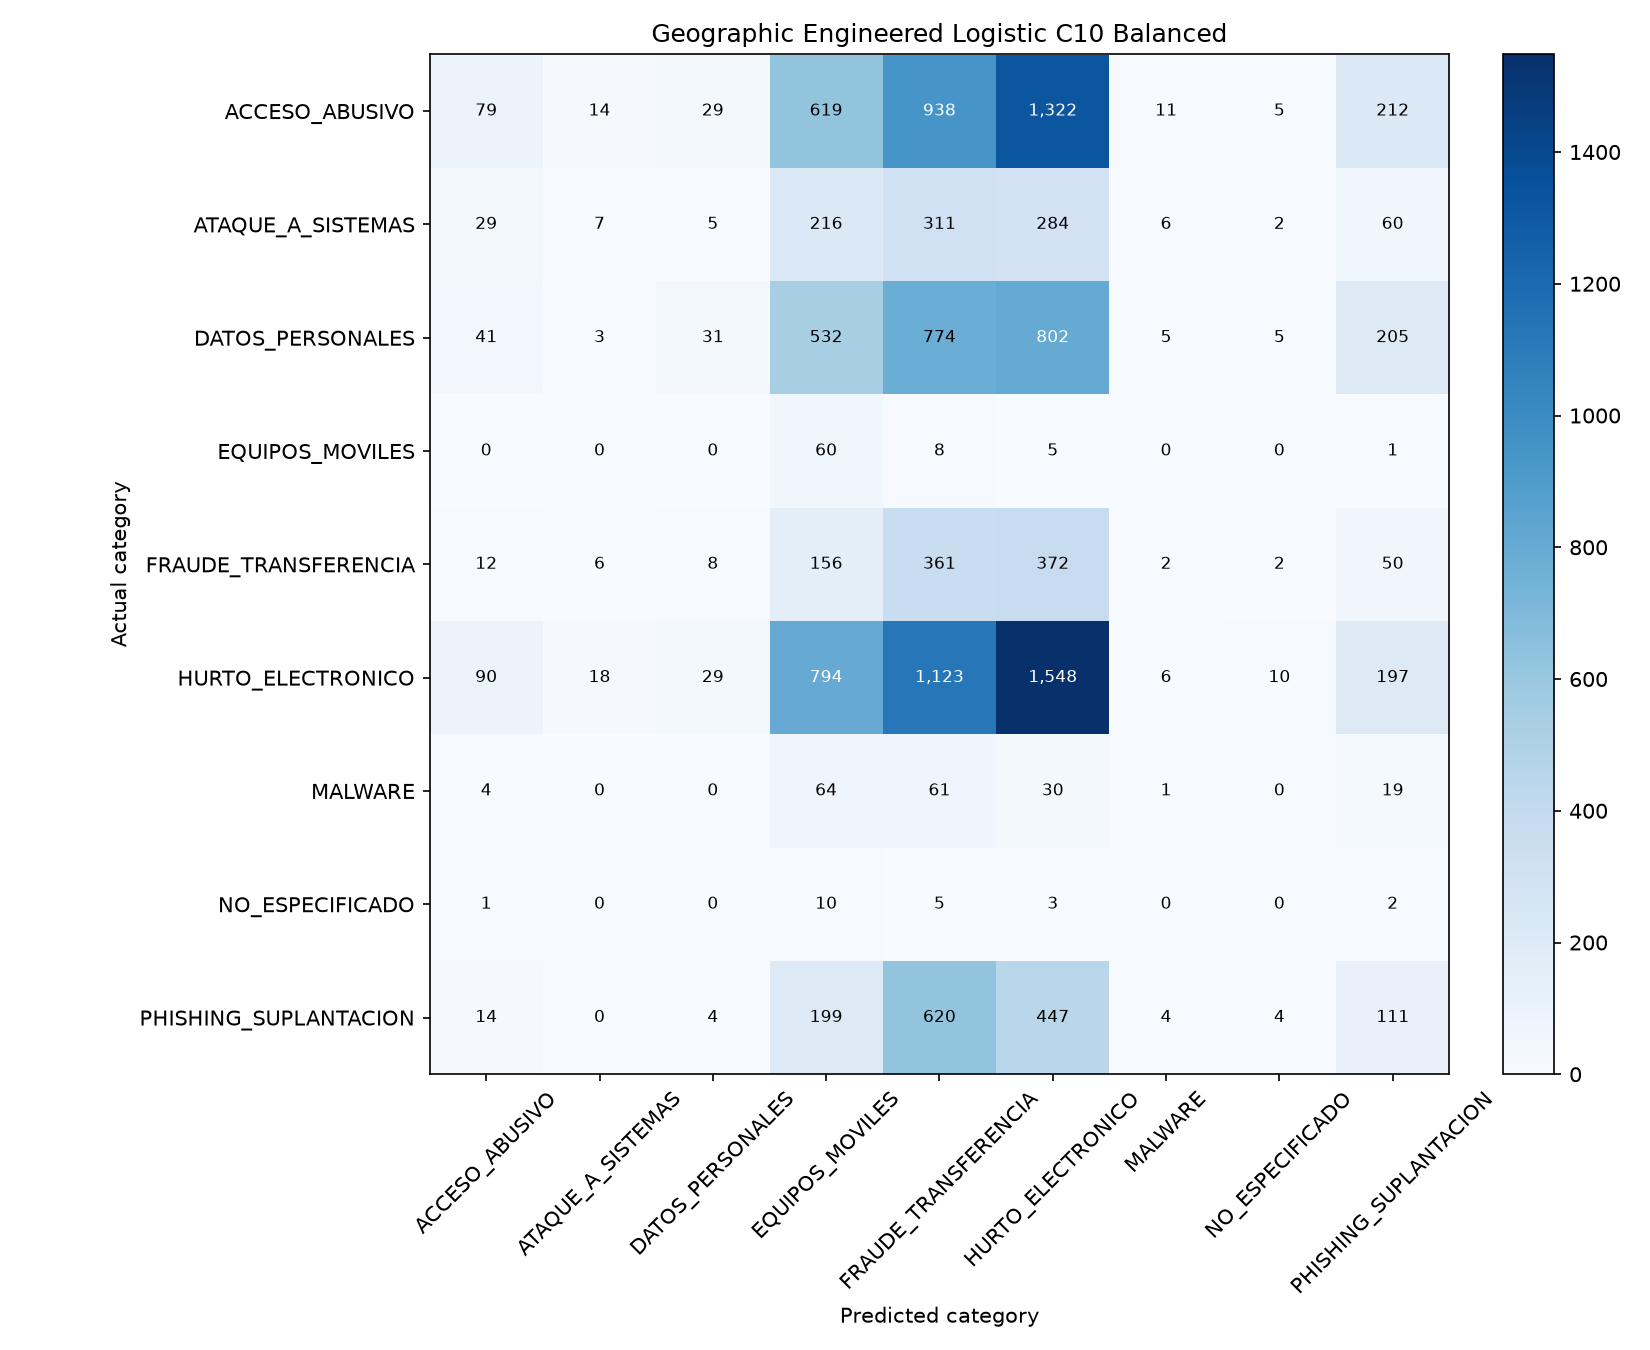 Geographic Engineered Logistic C10 Balanced
ACCESO_ABUSIVO 79 14 29 619 938 1,322 11 5 212
ATAQUE_A_SISTEMAS 29 7 5 216 311 284 6 2 60
DATOS_PERSONALES 41 3 31 532 774 802 5 5 205
EQUIPOS_MOVILES 0 0 0 60 8 5 0 0 1
FRAUDE_TRANSFERENCIA 12 6 8 156 361 372 2 2 50
HURTO_ELECTRONICO 90 18 29 794 1,123 1,548 6 10 197
MALWARE 4 0 0 64 61 30 1 0 19
NO_ESPECIFICADO 1 0 0 10 5 3 0 0 2
PHISHING_SUPLANTACION 14 0 4 199 620 447 4 4 111
Actual category
ACCESO_ABUSIVO
ATAQUE_A_SISTEMAS
DATOS_PERSONALES
EQUIPOS_MOVILES
FRAUDE_TRANSFERENCIA
HURTO_ELECTRONICO
MALWARE
NO_ESPECIFICADO
PHISHING_SUPLANTACION
Predicted category
1400
1200
1000
800
600
400
200
0